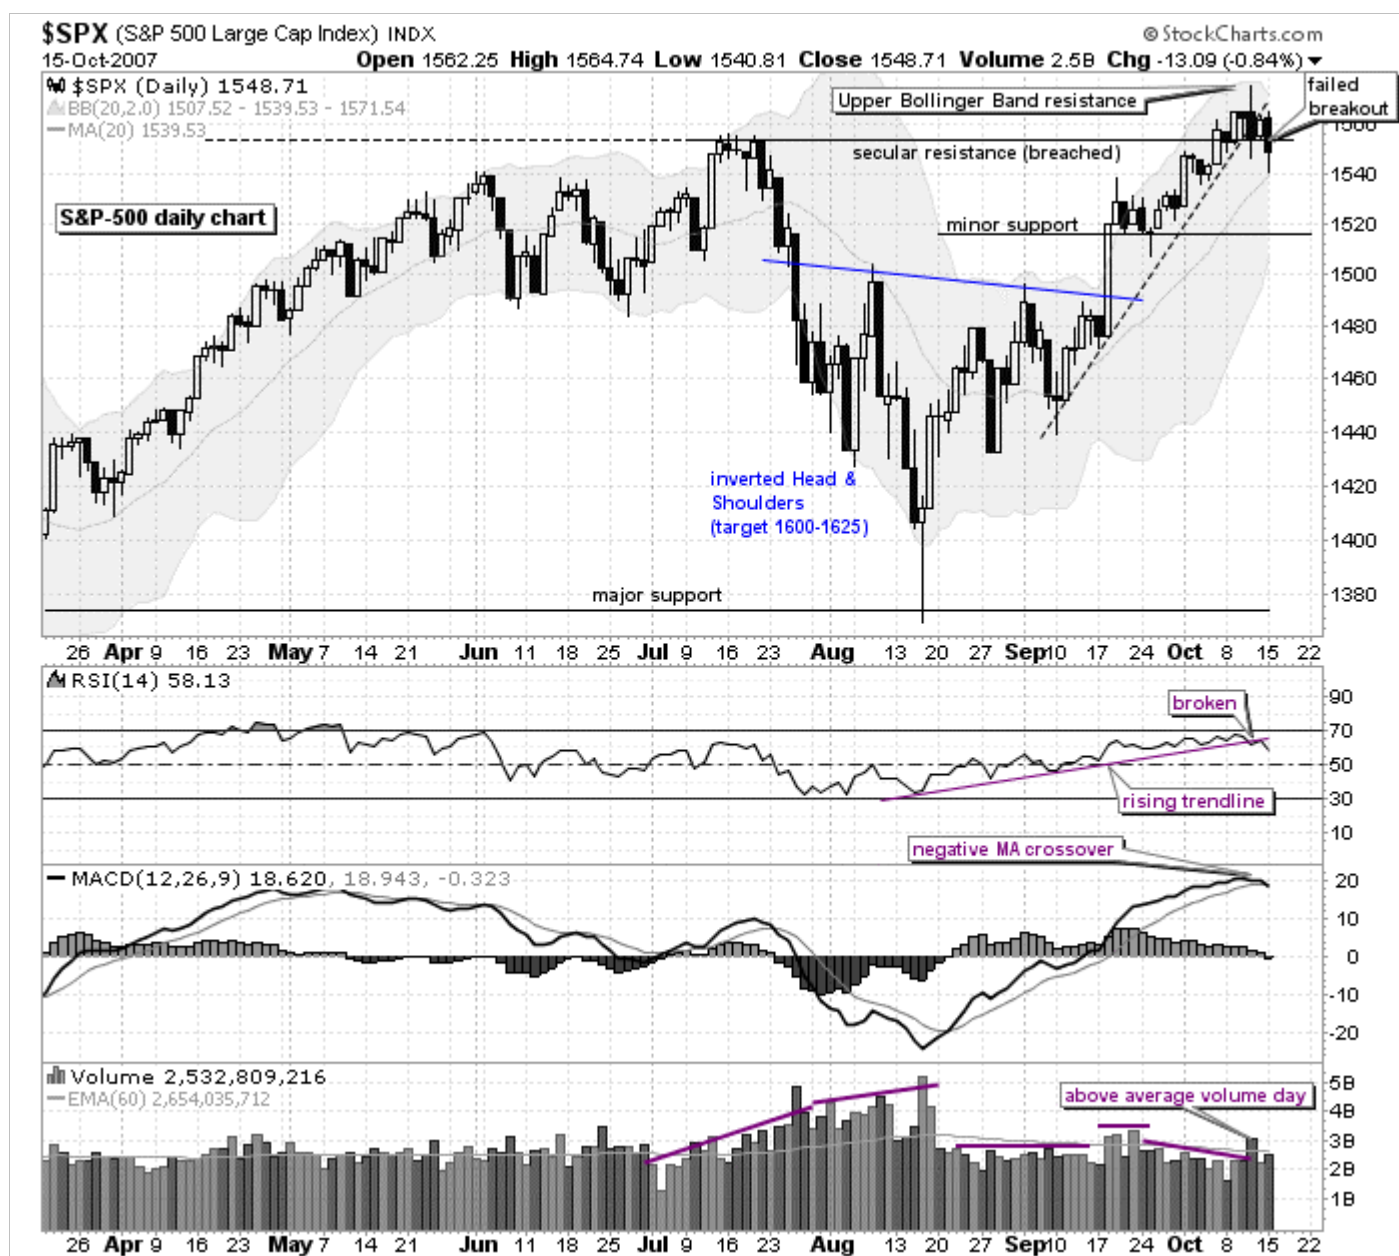 $SPX (S&P 500 Large Cap Index) INDX
© StockCharts.com
15-Oct-2007 Open 1562.25 High 1564.74 Low 1540.81 Close 1548.71 Volume 2.5B Chg -13.09 (-0.84%)
$SPX (Daily) 1548.71
BB(20,2.0) 1507.52 - 1539.53 - 1571.54
MA(20) 1539.53
Upper Bollinger Band resistance
failed
breakout
secular resistance (breached)
S&P-500 daily chart
minor support
inverted Head &
Shoulders
(target 1600-1625)
major support
1560
1540
1520
1500
1480
1460
1440
1420
1400
1380
26 Apr 9 16 23 May 7 14 21 Jun 11 18 25 Jul 9 16 23 Aug 13 20 27 Sep 10 17 24 Oct 8 15 22
RSI(14) 58.13
broken
rising trendline
90
70
50
30
10
negative MA crossover
MACD(12,26,9) 18.620, 18.943, -0.323
20
10
0
-10
-20
Volume 2,532,809,216
EMA(60) 2,654,035,712
above average volume day
5B
4B
3B
2B
1B
26 Apr 9 16 23 May 7 14 21 Jun 11 18 25 Jul 9 16 23 Aug 13 20 27 Sep 10 17 24 Oct 8 15 22